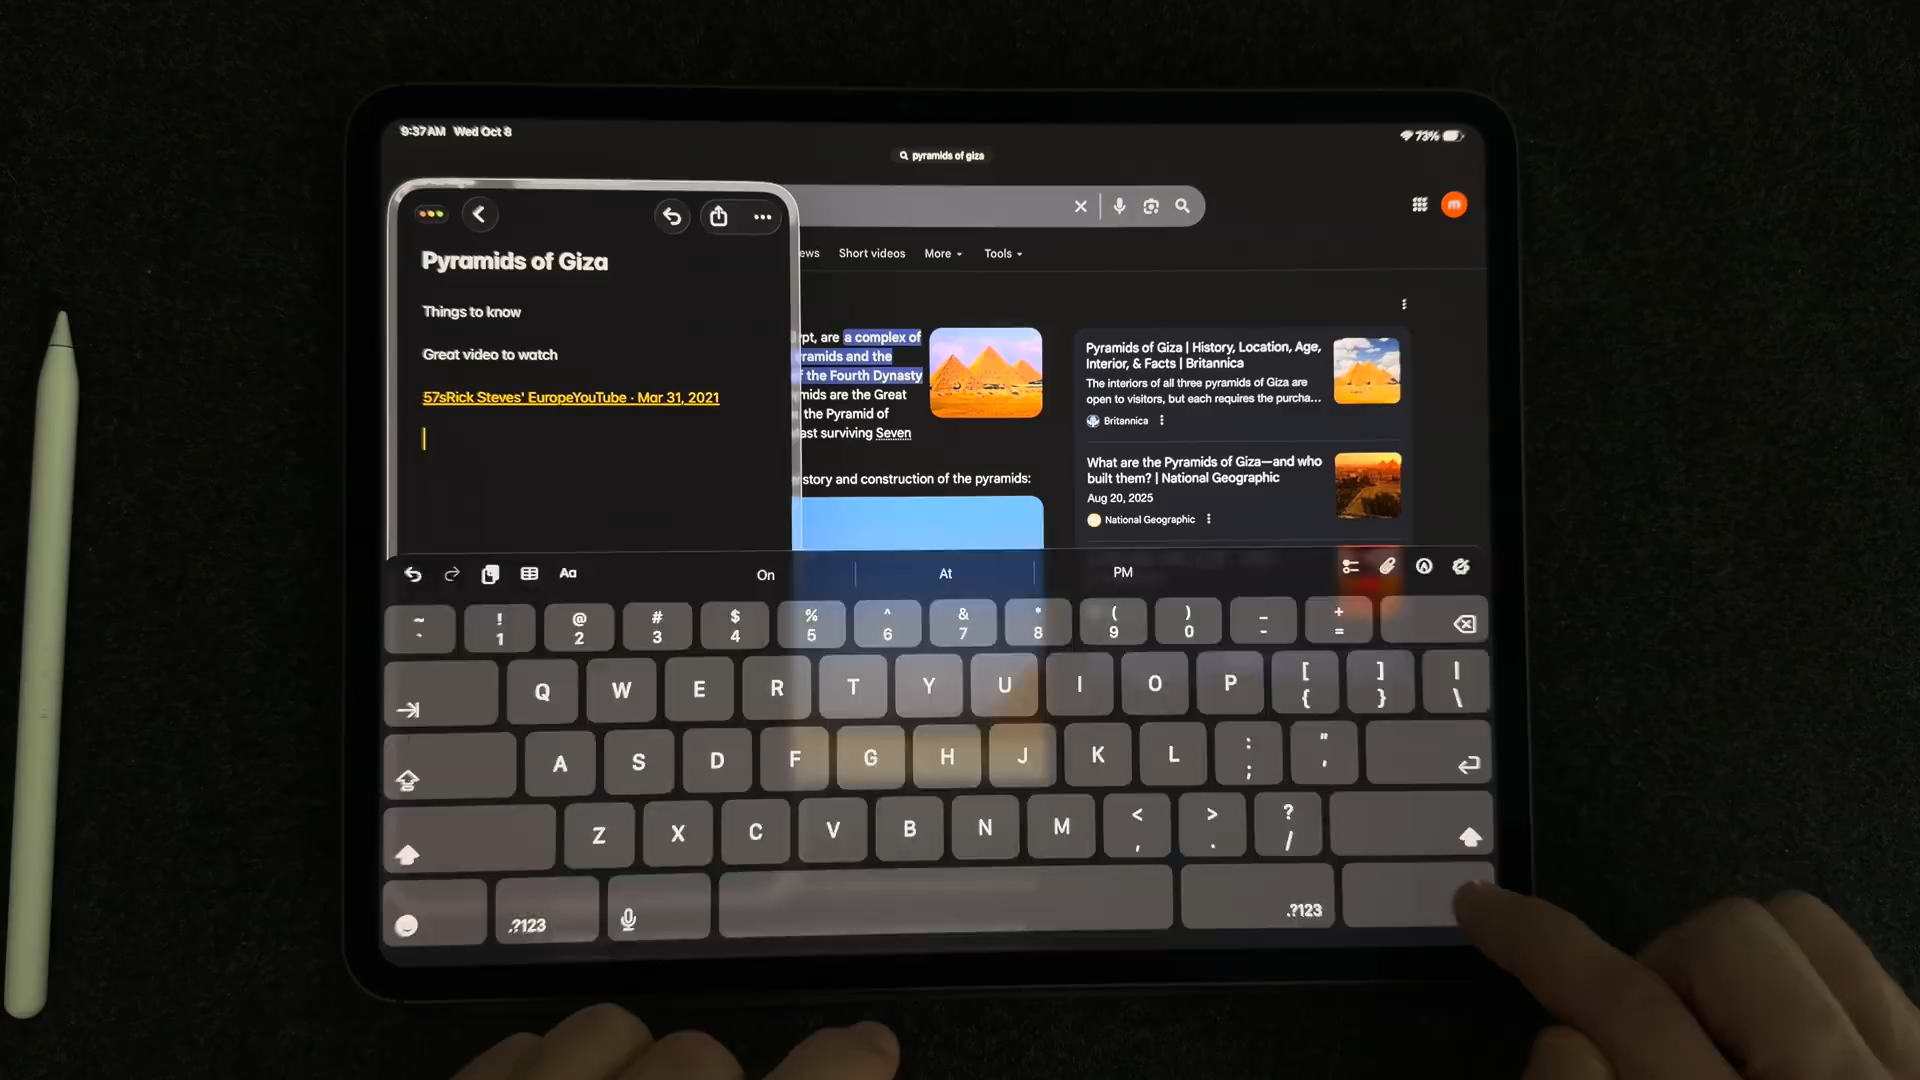 9:37AM Wed Oct 8
73%
pyramids of giza
m
ews Short videos More Tools
Pyramids of Giza
Things to know
Great video to watch
57sRick Steves' EuropeYouTube · Mar 31, 2021
ypt, are a complex of
ramids and the
f the Fourth Dynasty
mids are the Great
the Pyramid of
ast surviving Seven
story and construction of the pyramids:
Pyramids of Giza | History, Location, Age,
Interior, & Facts | Britannica
The interiors of all three pyramids of Giza are
open to visitors, but each requires the purcha...
Britannica
What are the Pyramids of Giza—and who
built them? | National Geographic
Aug 20, 2025
National Geographic
Aa On At PM
~ ! @ # $ % ^ & * ( ) _ +
` 1 2 3 4 5 6 7 8 9 0 - =
Q W E R T Y U I O P [ ] |
{ } \
A S D F G H J K L : "
; '
Z X C V B N M < > ?
, . /
.?123 .?123